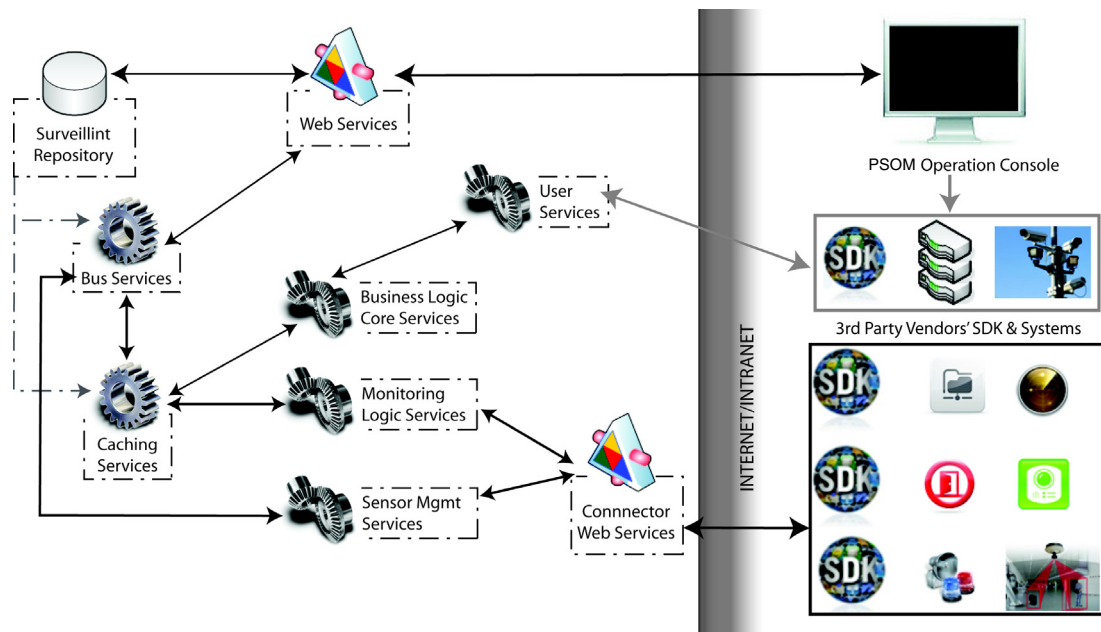 Surveillint
Repository
Web Services
PSOM Operation Console
User
Services
SDK
Bus Services
Business Logic
Core Services
3rd Party Vendors' SDK & Systems
INTERNET/INTRANET
SDK
Monitoring
Logic Services
Caching
Services
SDK
Sensor Mgmt
Services
Connnector
Web Services
SDK